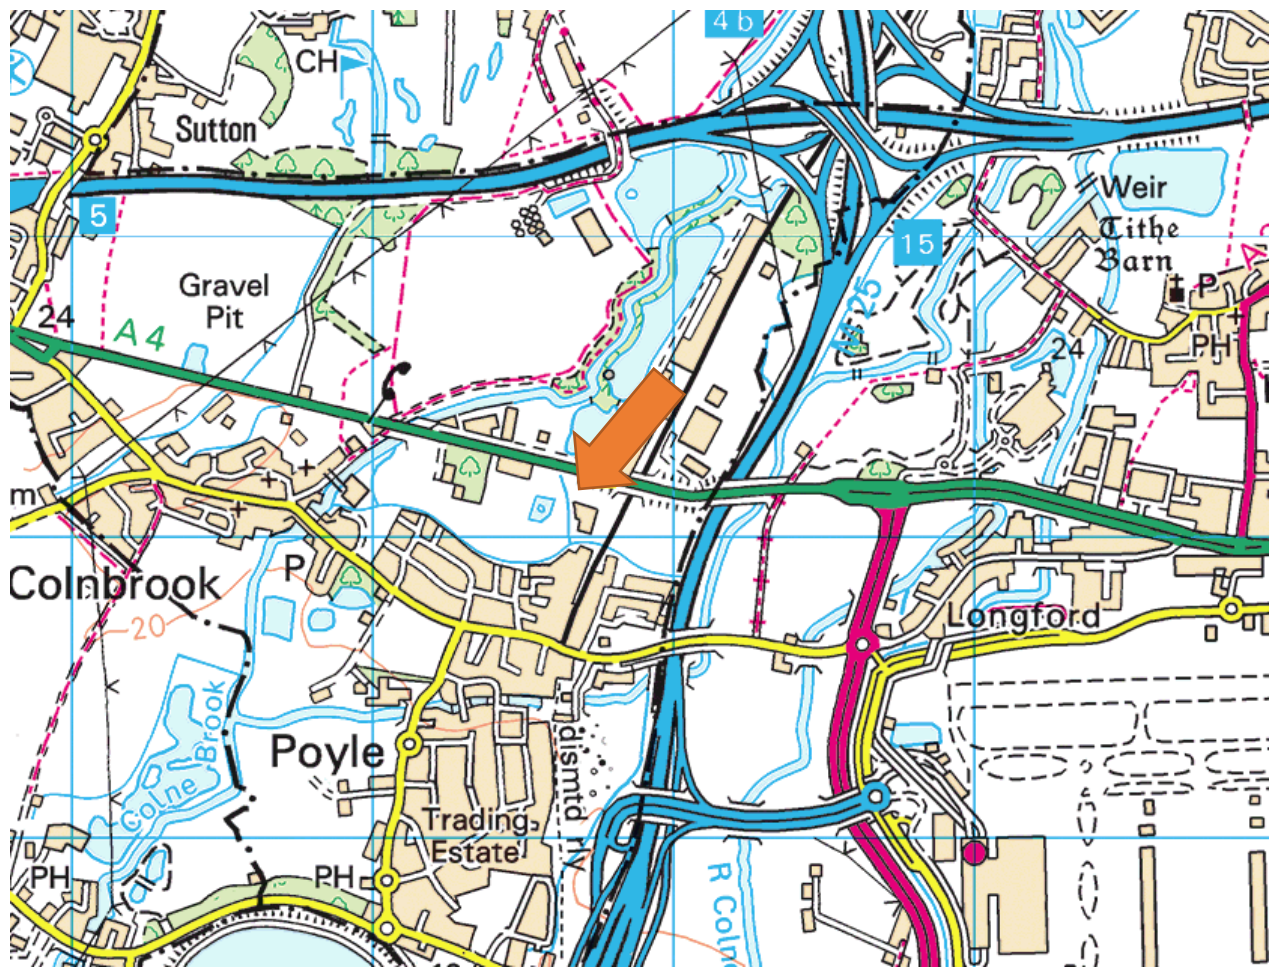 4 b
CH
Sutton
5
Weir
Tithe
Barn
15
P
Gravel
Pit
24
A 4
M 25
24
PH
m
Colnbrook
P
20
Longford
Brook
Colne
Poyle
dismtd rly
Trading
Estate
PH
PH
R Colne